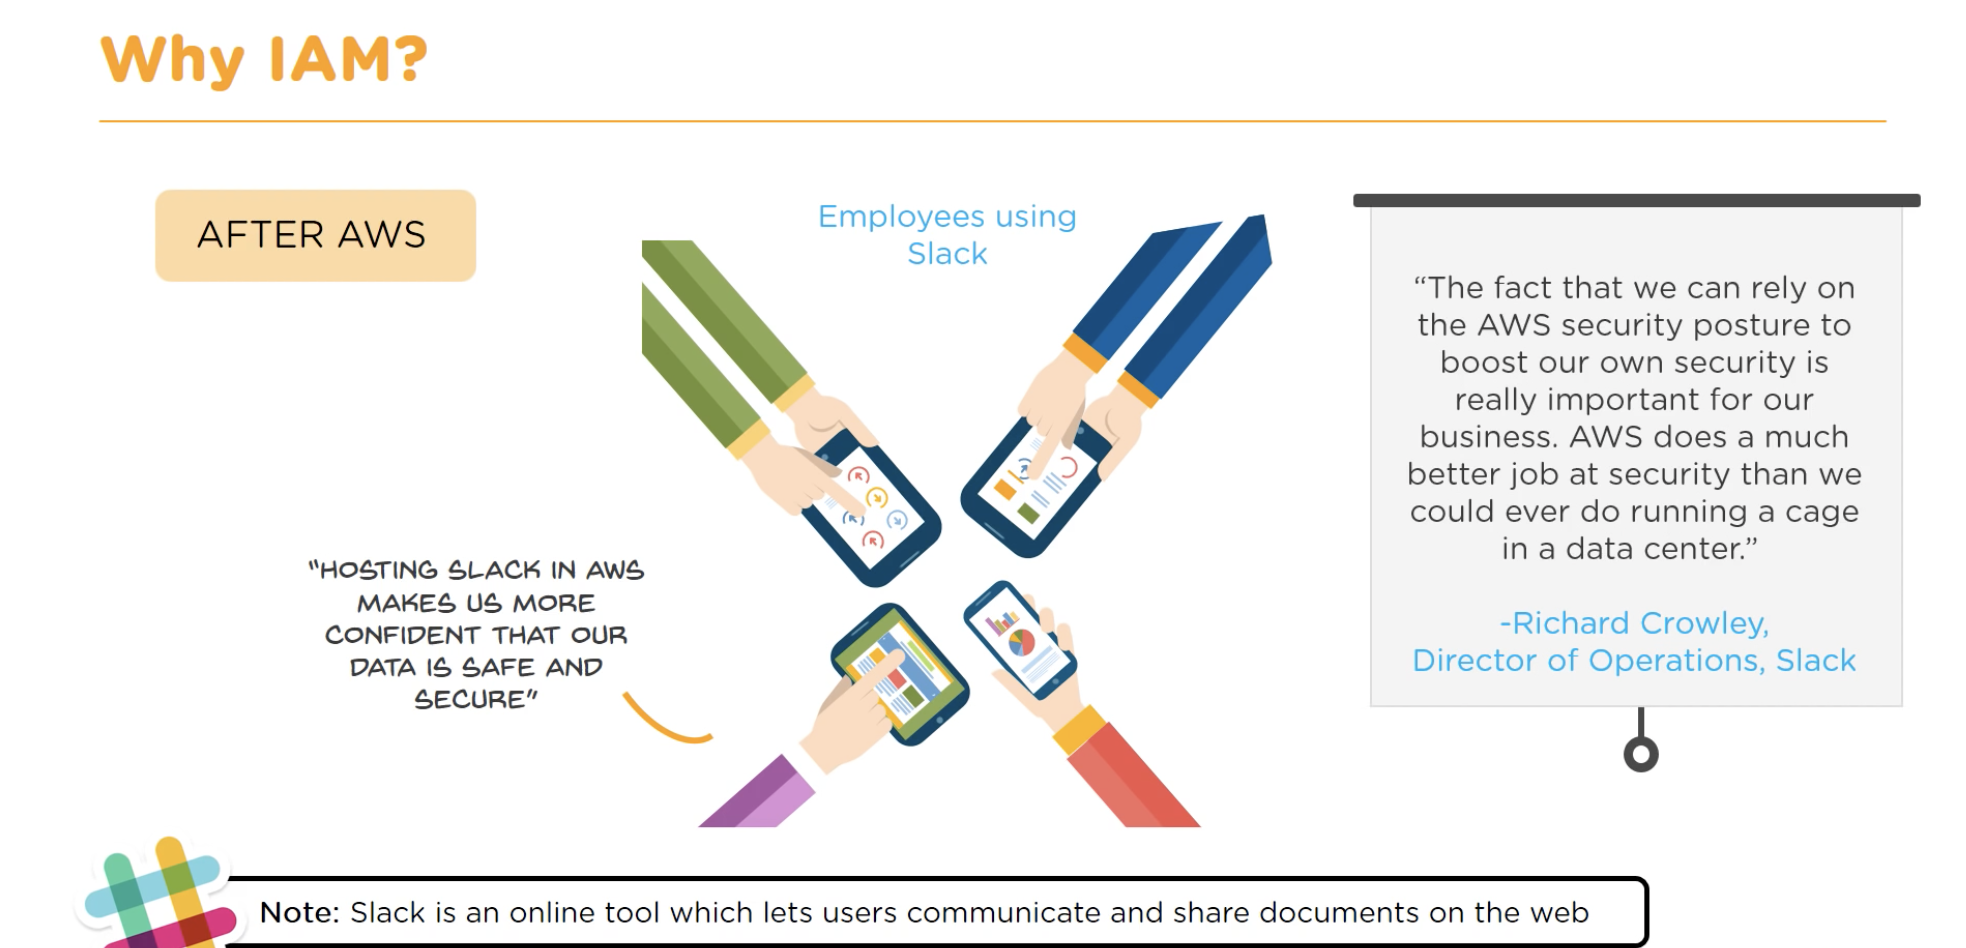 Why IAM?
AFTER AWS
Employees using
Slack
"HOSTING SLACK IN AWS
MAKES US MORE
CONFIDENT THAT OUR
DATA IS SAFE AND
SECURE"
“The fact that we can rely on
the AWS security posture to
boost our own security is
really important for our
business. AWS does a much
better job at security than we
could ever do running a cage
in a data center.”
-Richard Crowley,
Director of Operations, Slack
Note: Slack is an online tool which lets users communicate and share documents on the web